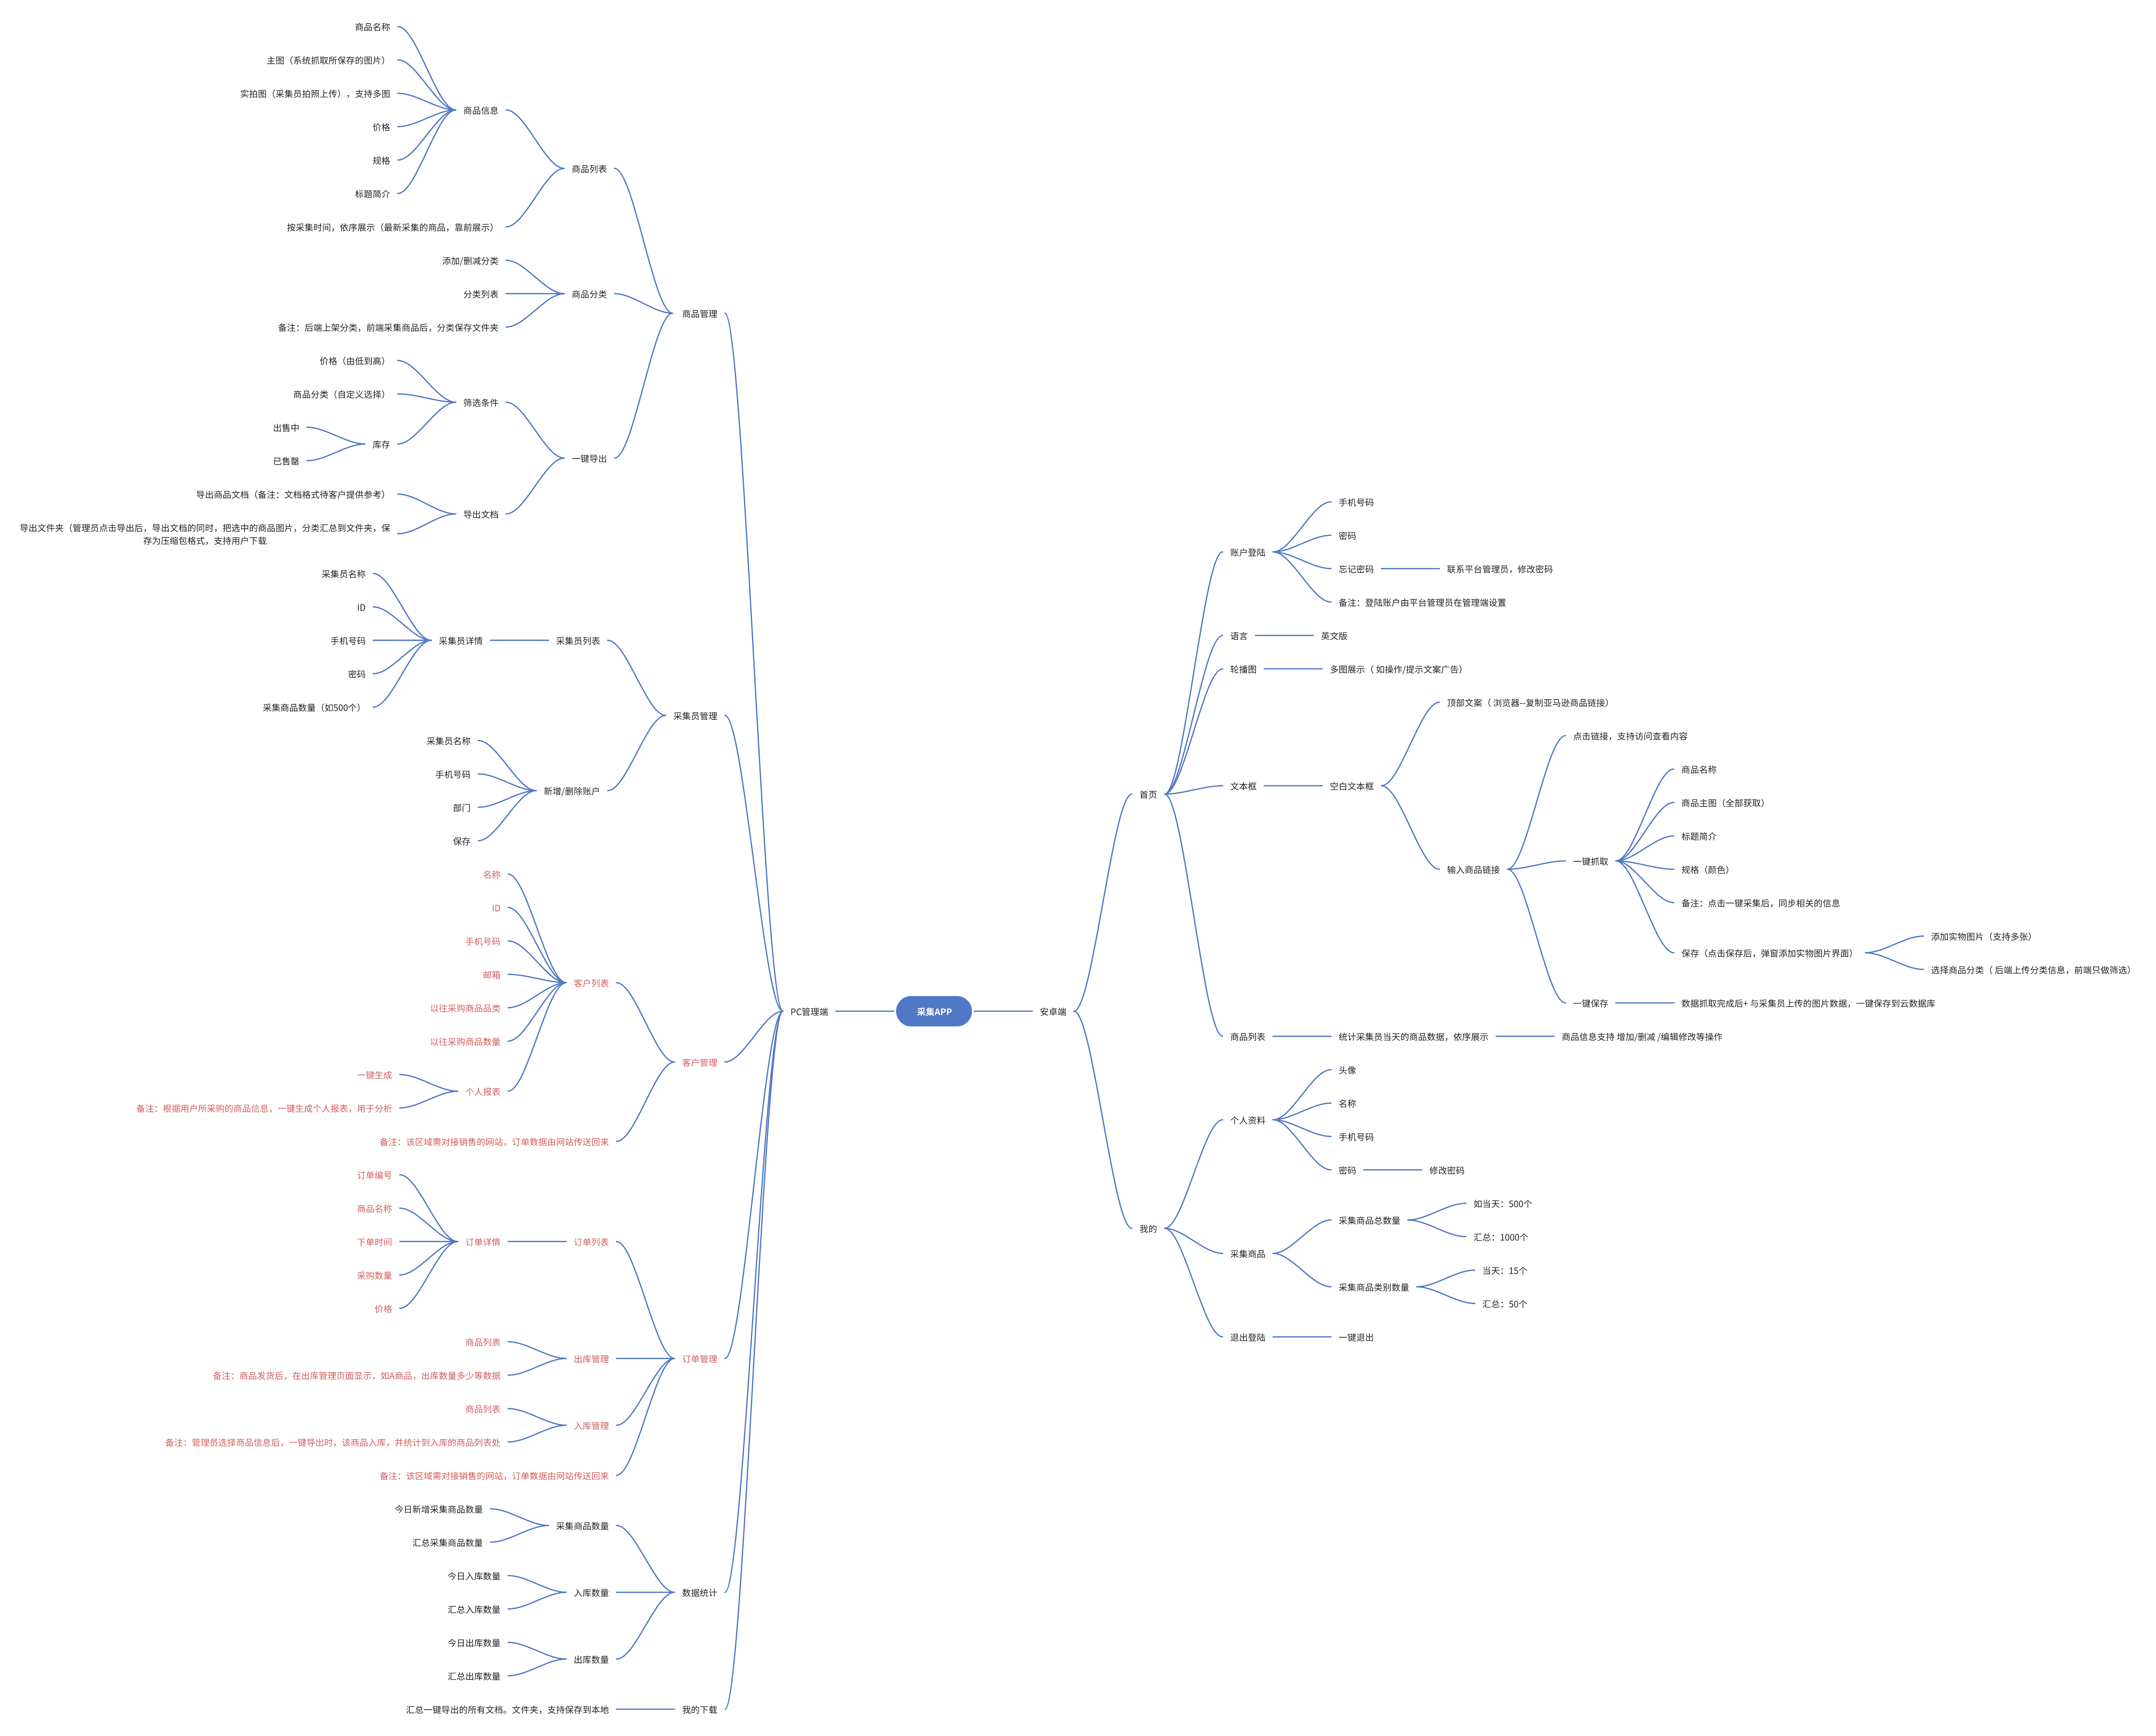 商品名称
主图（系统抓取所保存的图片）
实拍图（采集员拍照上传），支持多图
价格
规格
标题简介
商品信息
按采集时间，依序展示（最新采集的商品，靠前展示）
商品列表
添加/删减分类
分类列表
备注：后端上架分类，前端采集商品后，分类保存文件夹
商品分类
价格（由低到高）
商品分类（自定义选择）
出售中
已售罄
库存
筛选条件
导出商品文档（备注：文档格式待客户提供参考）
导出文件夹（管理员点击导出后，导出文档的同时，把选中的商品图片，分类汇总到文件夹，保
存为压缩包格式，支持用户下载
导出文档
一键导出
商品管理
采集员名称
ID
手机号码
密码
采集商品数量（如500个）
采集员详情
采集员列表
采集员名称
手机号码
部门
保存
新增/删除账户
采集员管理
名称
ID
手机号码
邮箱
以往采购商品品类
以往采购商品数量
一键生成
备注：根据用户所采购的商品信息，一键生成个人报表，用于分析
个人报表
客户列表
备注：该区域需对接销售的网站，订单数据由网站传送回来
客户管理
订单编号
商品名称
下单时间
采购数量
价格
订单详情
订单列表
商品列表
备注：商品发货后，在出库管理页面显示，如A商品，出库数量多少等数据
出库管理
商品列表
备注：管理员选择商品信息后，一键导出时，该商品入库，并统计到入库的商品列表处
入库管理
备注：该区域需对接销售的网站，订单数据由网站传送回来
订单管理
今日新增采集商品数量
汇总采集商品数量
采集商品数量
今日入库数量
汇总入库数量
入库数量
今日出库数量
汇总出库数量
出库数量
数据统计
汇总一键导出的所有文档。文件夹，支持保存到本地
我的下载
PC管理端
采集APP
安卓端
首页
账户登陆
手机号码
密码
忘记密码
联系平台管理员，修改密码
备注：登陆账户由平台管理员在管理端设置
语言
英文版
轮播图
多图展示（ 如操作/提示文案广告）
文本框
空白文本框
顶部文案（ 浏览器--复制亚马逊商品链接）
输入商品链接
点击链接，支持访问查看内容
一键抓取
商品名称
商品主图（全部获取）
标题简介
规格（颜色）
备注：点击一键采集后，同步相关的信息
保存（点击保存后，弹窗添加实物图片界面）
添加实物图片（支持多张）
选择商品分类（ 后端上传分类信息，前端只做筛选）
一键保存
数据抓取完成后+ 与采集员上传的图片数据，一键保存到云数据库
商品列表
统计采集员当天的商品数据，依序展示
商品信息支持 增加/删减 /编辑修改等操作
我的
个人资料
头像
名称
手机号码
密码
修改密码
采集商品
采集商品总数量
如当天：500个
汇总：1000个
采集商品类别数量
当天：15个
汇总：50个
退出登陆
一键退出